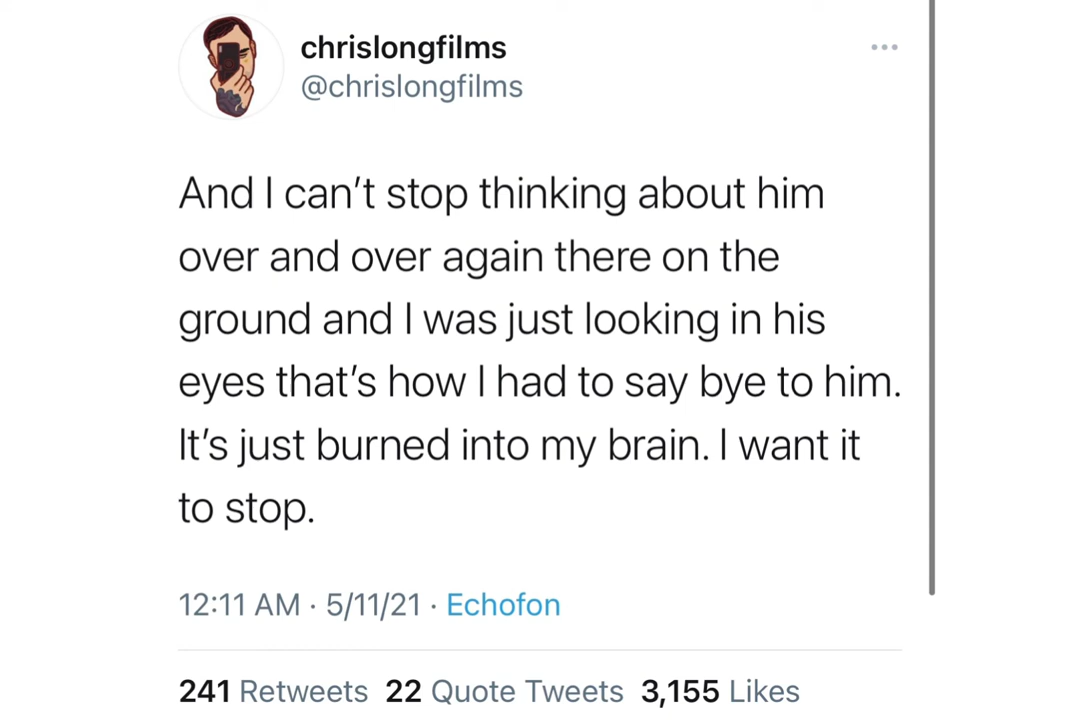 chrislongfilms
@chrislongfilms
And I can't stop thinking about him
over and over again there on the
ground and I was just looking in his
eyes that's how I had to say bye to him.
It's just burned into my brain. I want it
to stop.
12:11 AM · 5/11/21 · Echofon
241 Retweets 22 Quote Tweets 3,155 Likes